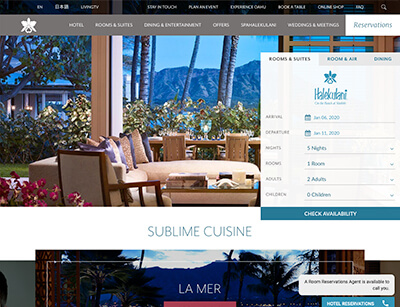 EN 日本語 LIVINGTV STAY IN TOUCH PLAN AN EVENT EXPERIENCE OAHU BOOK A TABLE ONLINE SHOP FAQ
HOTEL ROOMS & SUITES DINING & ENTERTAINMENT OFFERS SPAHALEKULANI WEDDINGS & MEETINGS Reservations
ROOMS & SUITES ROOM & AIR DINING
Halekulani
ARRIVAL Jan 06, 2020
DEPARTURE Jan 11, 2020
NIGHTS 5 Nights
ROOMS 1 Room
ADULTS 2 Adults
CHILDREN 0 Children
CHECK AVAILABILITY
SUBLIME CUISINE
LA MER
A Room Reservations Agent is available to
call you.
HOTEL RESERVATIONS